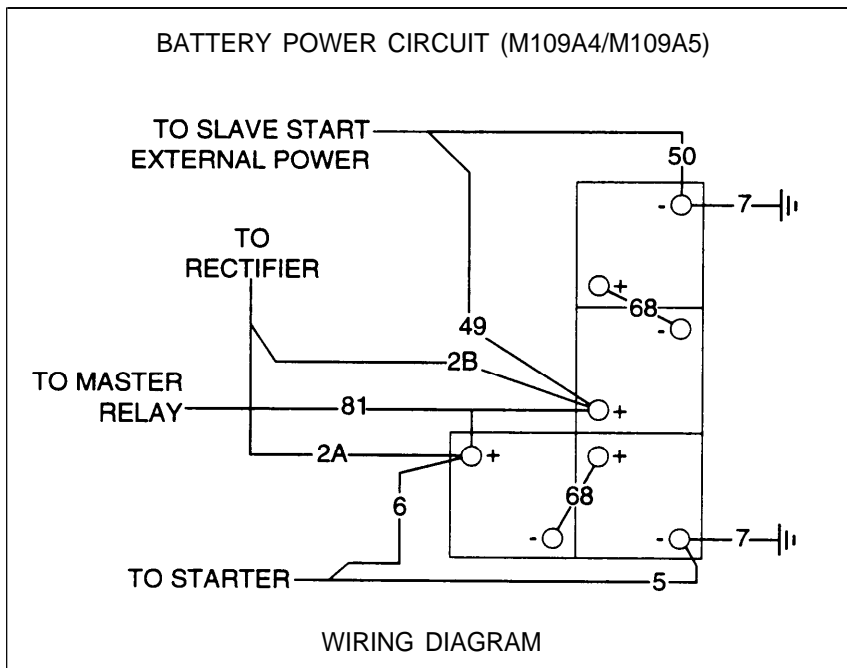 BATTERY POWER CIRCUIT (M109A4/M109A5)
TO SLAVE START
EXTERNAL POWER
50
- 7
TO
RECTIFIER
+
68
-
49
2B
TO MASTER
RELAY
81
+
2A
+
+
6
68
-
- 7
TO STARTER
5
WIRING DIAGRAM